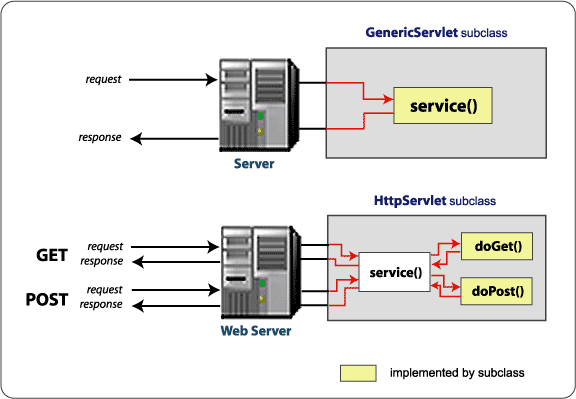 GenericServlet subclass
request
service()
response
Server
HttpServlet subclass
GET
request
response
doGet()
service()
POST
request
response
doPost()
Web Server
implemented by subclass